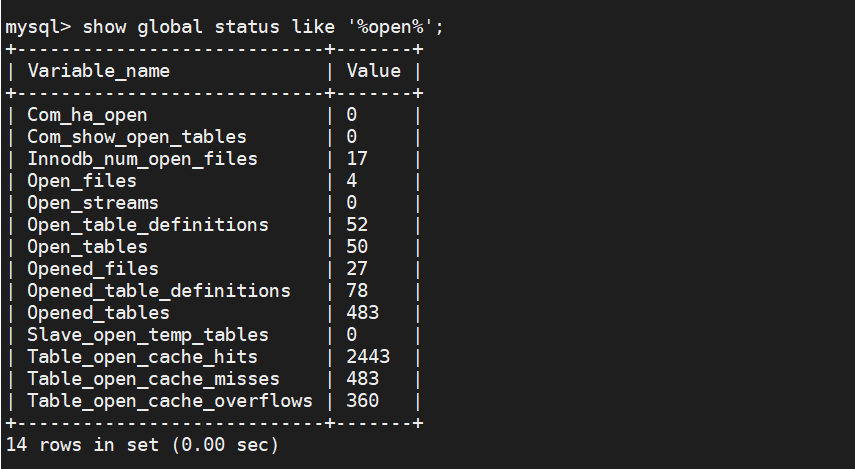 mysql> show global status like '%open%';
+----------------------------+-------+
| Variable_name              | Value |
+----------------------------+-------+
| Com_ha_open                | 0     |
| Com_show_open_tables       | 0     |
| Innodb_num_open_files      | 17    |
| Open_files                 | 4     |
| Open_streams               | 0     |
| Open_table_definitions     | 52    |
| Open_tables                | 50    |
| Opened_files               | 27    |
| Opened_table_definitions   | 78    |
| Opened_tables              | 483   |
| Slave_open_temp_tables     | 0     |
| Table_open_cache_hits      | 2443  |
| Table_open_cache_misses    | 483   |
| Table_open_cache_overflows | 360   |
+----------------------------+-------+
14 rows in set (0.00 sec)